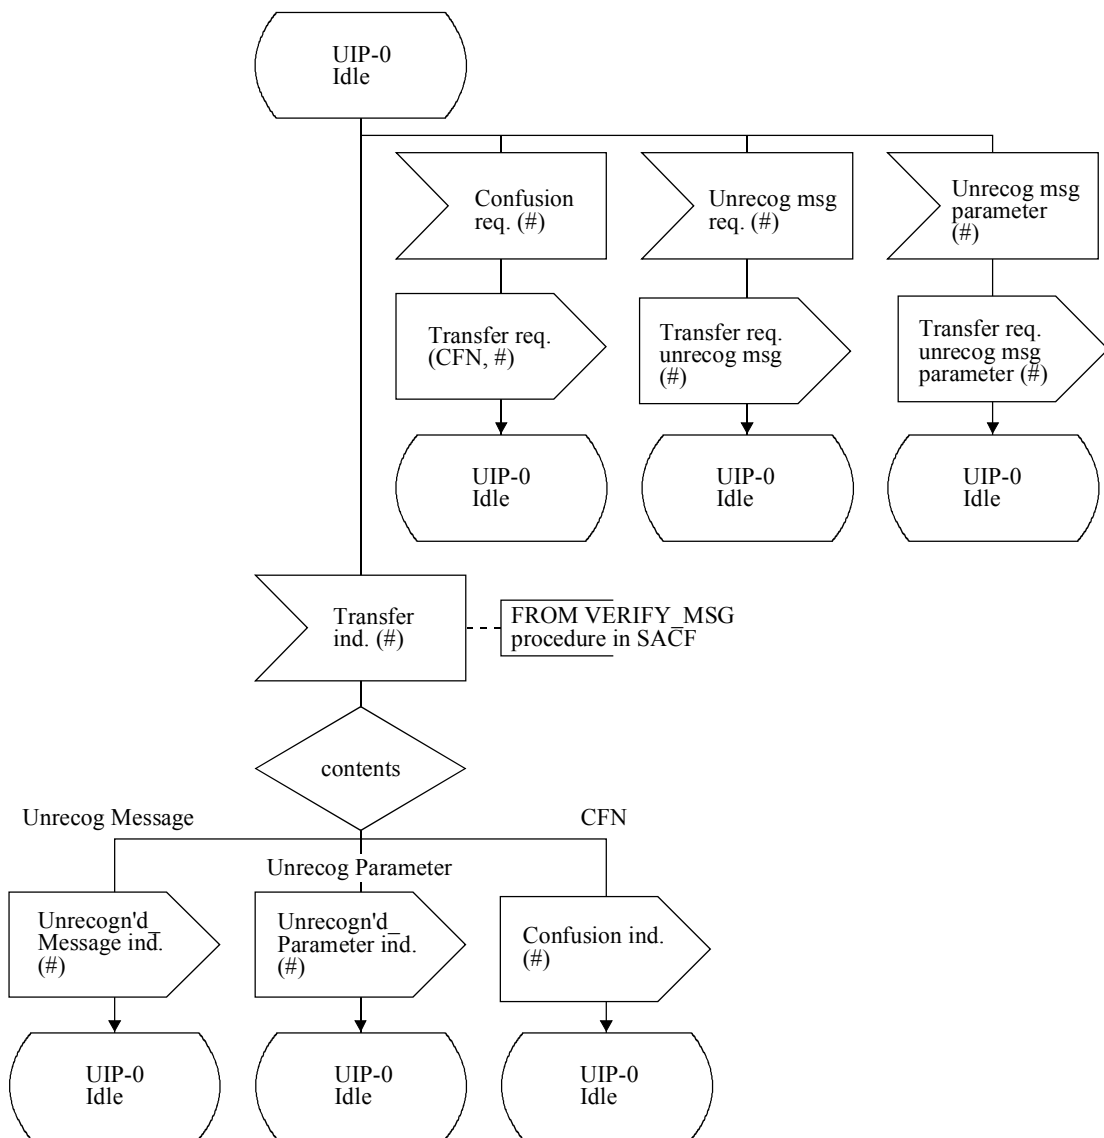 UIP-0
Idle
Confusion
req. (#)
Unrecog msg
req. (#)
Unrecog msg
parameter
(#)
Transfer req.
(CFN, #)
Transfer req.
unrecog msg
(#)
Transfer req.
unrecog msg
parameter (#)
UIP-0
Idle
UIP-0
Idle
UIP-0
Idle
Transfer
ind. (#)
FROM VERIFY_MSG
procedure in SACF
contents
Unrecog Message
CFN
Unrecog Parameter
Unrecogn'd_
Message ind.
(#)
Unrecogn'd_
Parameter ind.
(#)
Confusion ind.
(#)
UIP-0
Idle
UIP-0
Idle
UIP-0
Idle